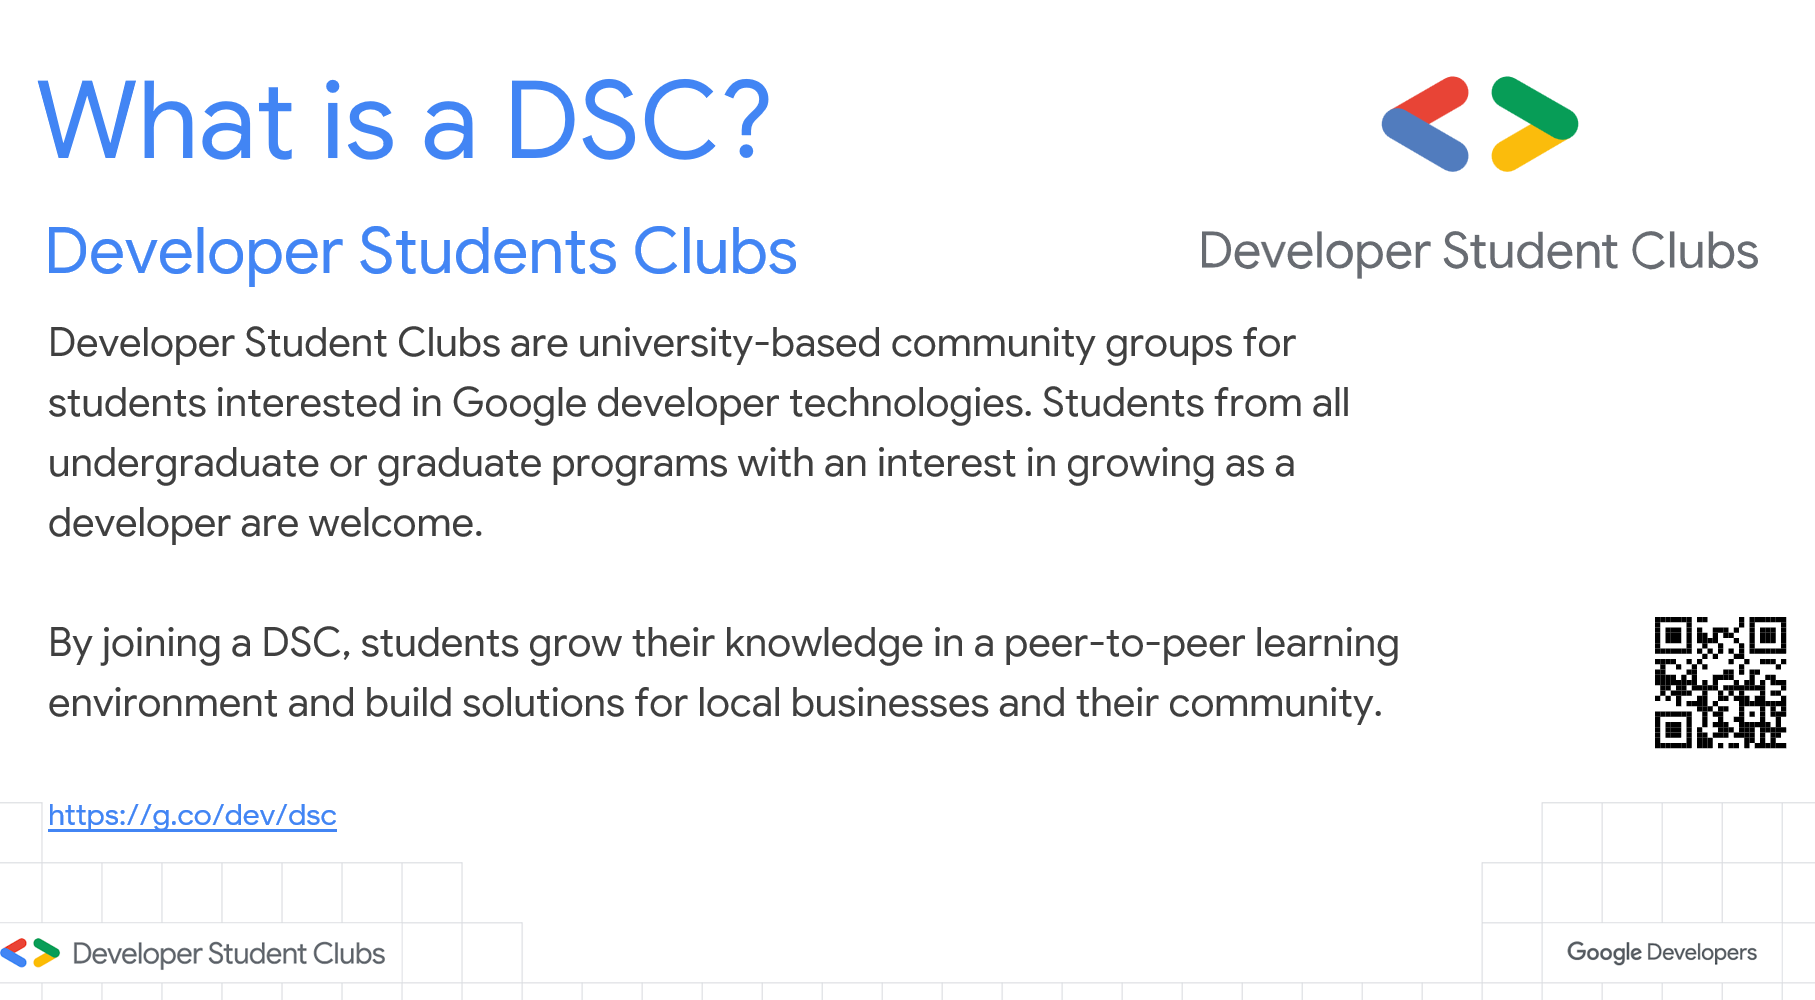 What is a DSC?
Developer Students Clubs
Developer Student Clubs
Developer Student Clubs are university-based community groups for
students interested in Google developer technologies. Students from all
undergraduate or graduate programs with an interest in growing as a
developer are welcome.
By joining a DSC, students grow their knowledge in a peer-to-peer learning
environment and build solutions for local businesses and their community.
https://g.co/dev/dsc
Developer Student Clubs
Google Developers